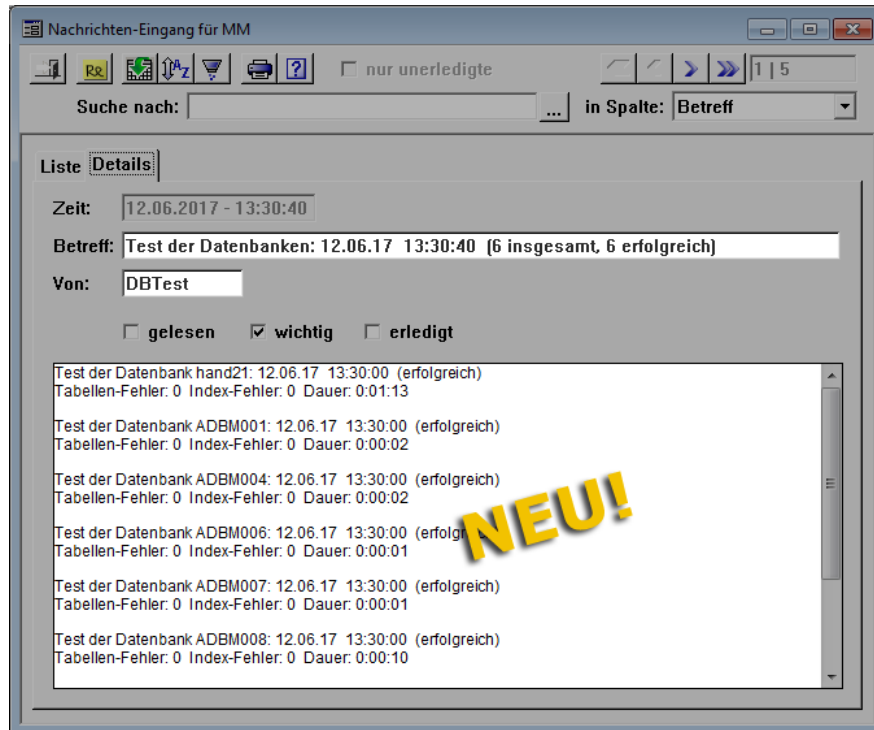 Nachrichten-Eingang für MM
RR
AZ
nur unerledigte
1 | 5
Suche nach:
...
in Spalte: Betreff
Liste Details
Zeit: 12.06.2017 - 13:30:40
Betreff: Test der Datenbanken: 12.06.17 13:30:40 (6 insgesamt, 6 erfolgreich)
Von: DBTest
gelesen wichtig erledigt
Test der Datenbank hand21: 12.06.17 13:30:00 (erfolgreich)
Tabellen-Fehler: 0 Index-Fehler: 0 Dauer: 0:01:13
Test der Datenbank ADBM001: 12.06.17 13:30:00 (erfolgreich)
Tabellen-Fehler: 0 Index-Fehler: 0 Dauer: 0:00:02
Test der Datenbank ADBM004: 12.06.17 13:30:00 (erfolgreich)
Tabellen-Fehler: 0 Index-Fehler: 0 Dauer: 0:00:02
NEU!
Test der Datenbank ADBM006: 12.06.17 13:30:00
Tabellen-Fehler: 0 Index-Fehler: 0 Dauer: 0:00:01
Test der Datenbank ADBM007: 12.06.17 13:30:00 (erfolgreich)
Tabellen-Fehler: 0 Index-Fehler: 0 Dauer: 0:00:01
Test der Datenbank ADBM008: 12.06.17 13:30:00 (erfolgreich)
Tabellen-Fehler: 0 Index-Fehler: 0 Dauer: 0:00:10